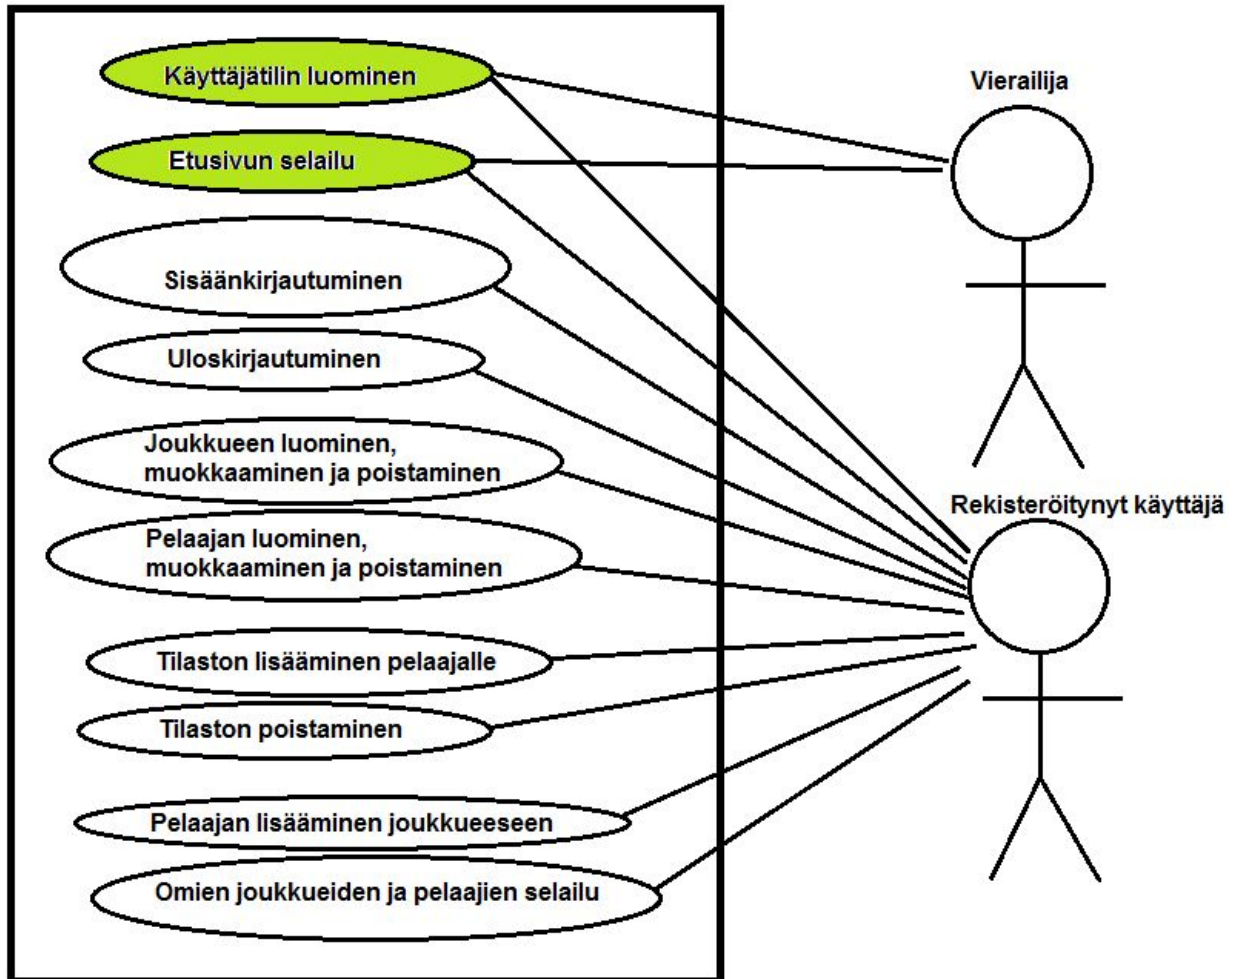 Käyttäjätilin luominen
Vierailija
Etusivun selailu
Sisäänkirjautuminen
Uloskirjautuminen
Joukkueen luominen,
muokkaaminen ja poistaminen
Rekisteröitynyt käyttäjä
Pelaajan luominen,
muokkaaminen ja poistaminen
Tilaston lisääminen pelaajalle
Tilaston poistaminen
Pelaajan lisääminen joukkueeseen
Omien joukkueiden ja pelaajien selailu